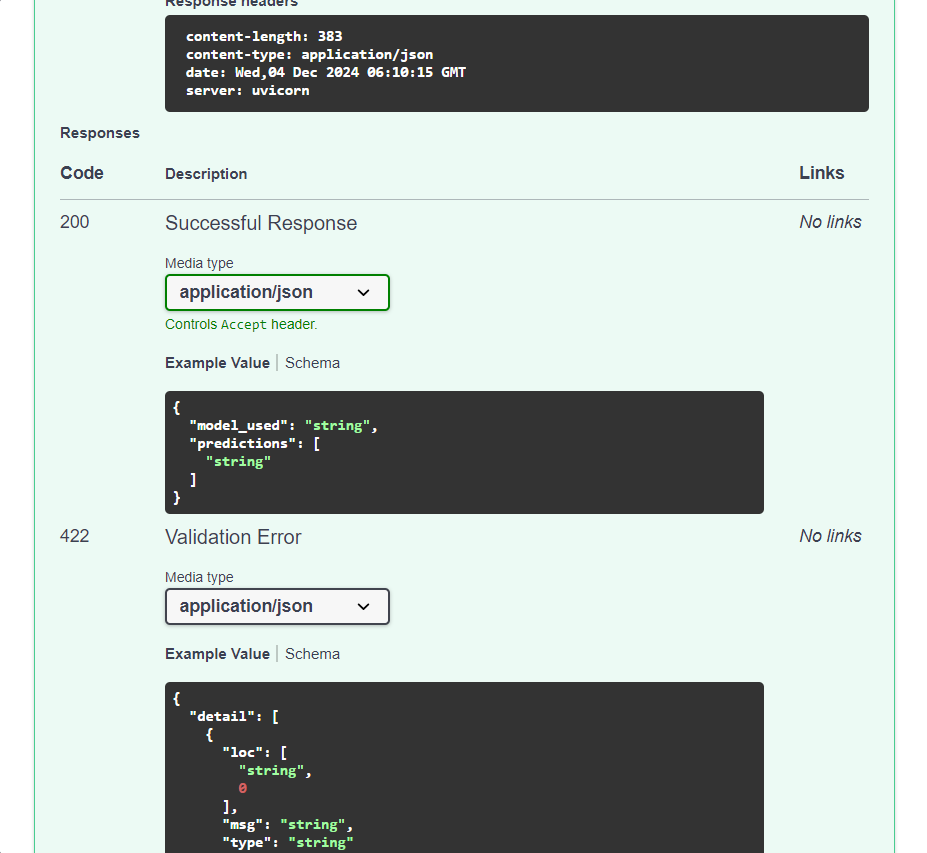 Response headers
content-length: 383
content-type: application/json
date: Wed,04 Dec 2024 06:10:15 GMT
server: uvicorn
Responses
Code Description Links
200 Successful Response No links
Media type
application/json
Controls Accept header.
Example Value Schema
{
"model_used": "string",
"predictions": [
"string"
]
}
422 Validation Error No links
Media type
application/json
Example Value Schema
{
"detail": [
{
"loc": [
"string",
0
],
"msg": "string",
"type": "string"